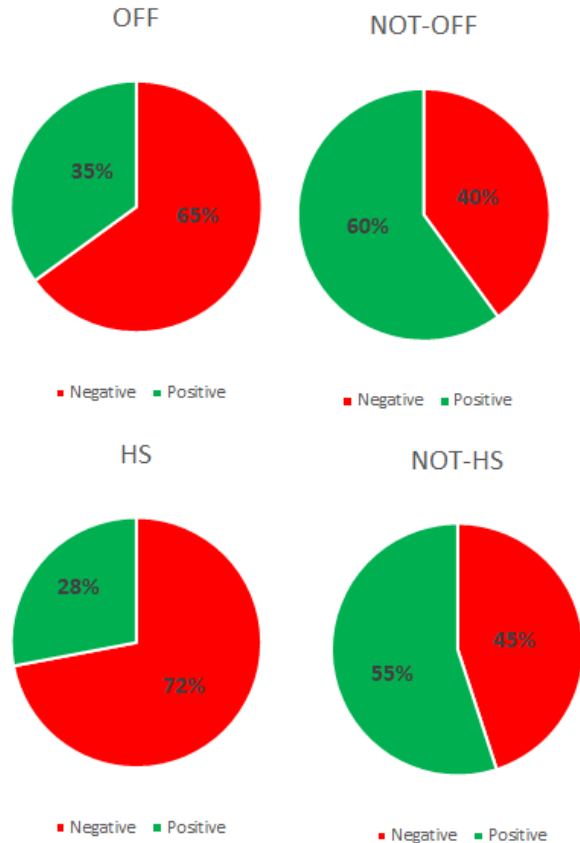 OFF
35%
65%
Negative Positive
NOT-OFF
40%
60%
Negative Positive
HS
28%
72%
Negative Positive
NOT-HS
45%
55%
Negative Positive